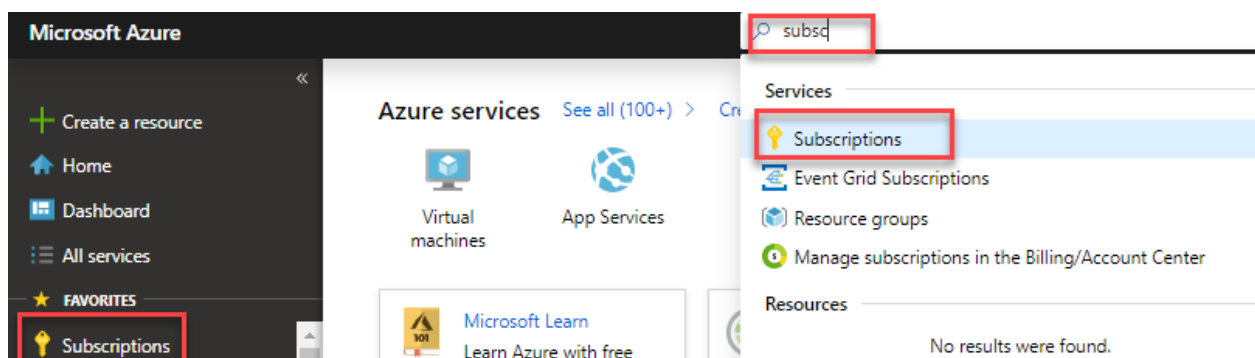 Microsoft Azure
subsc
«
Create a resource
Home
Dashboard
All services
FAVORITES
Subscriptions
Azure services See all (100+) > Cre
Virtual
machines
App Services
101
Microsoft Learn
Learn Azure with free
Services
Subscriptions
Event Grid Subscriptions
Resource groups
Manage subscriptions in the Billing/Account Center
Resources
No results were found.